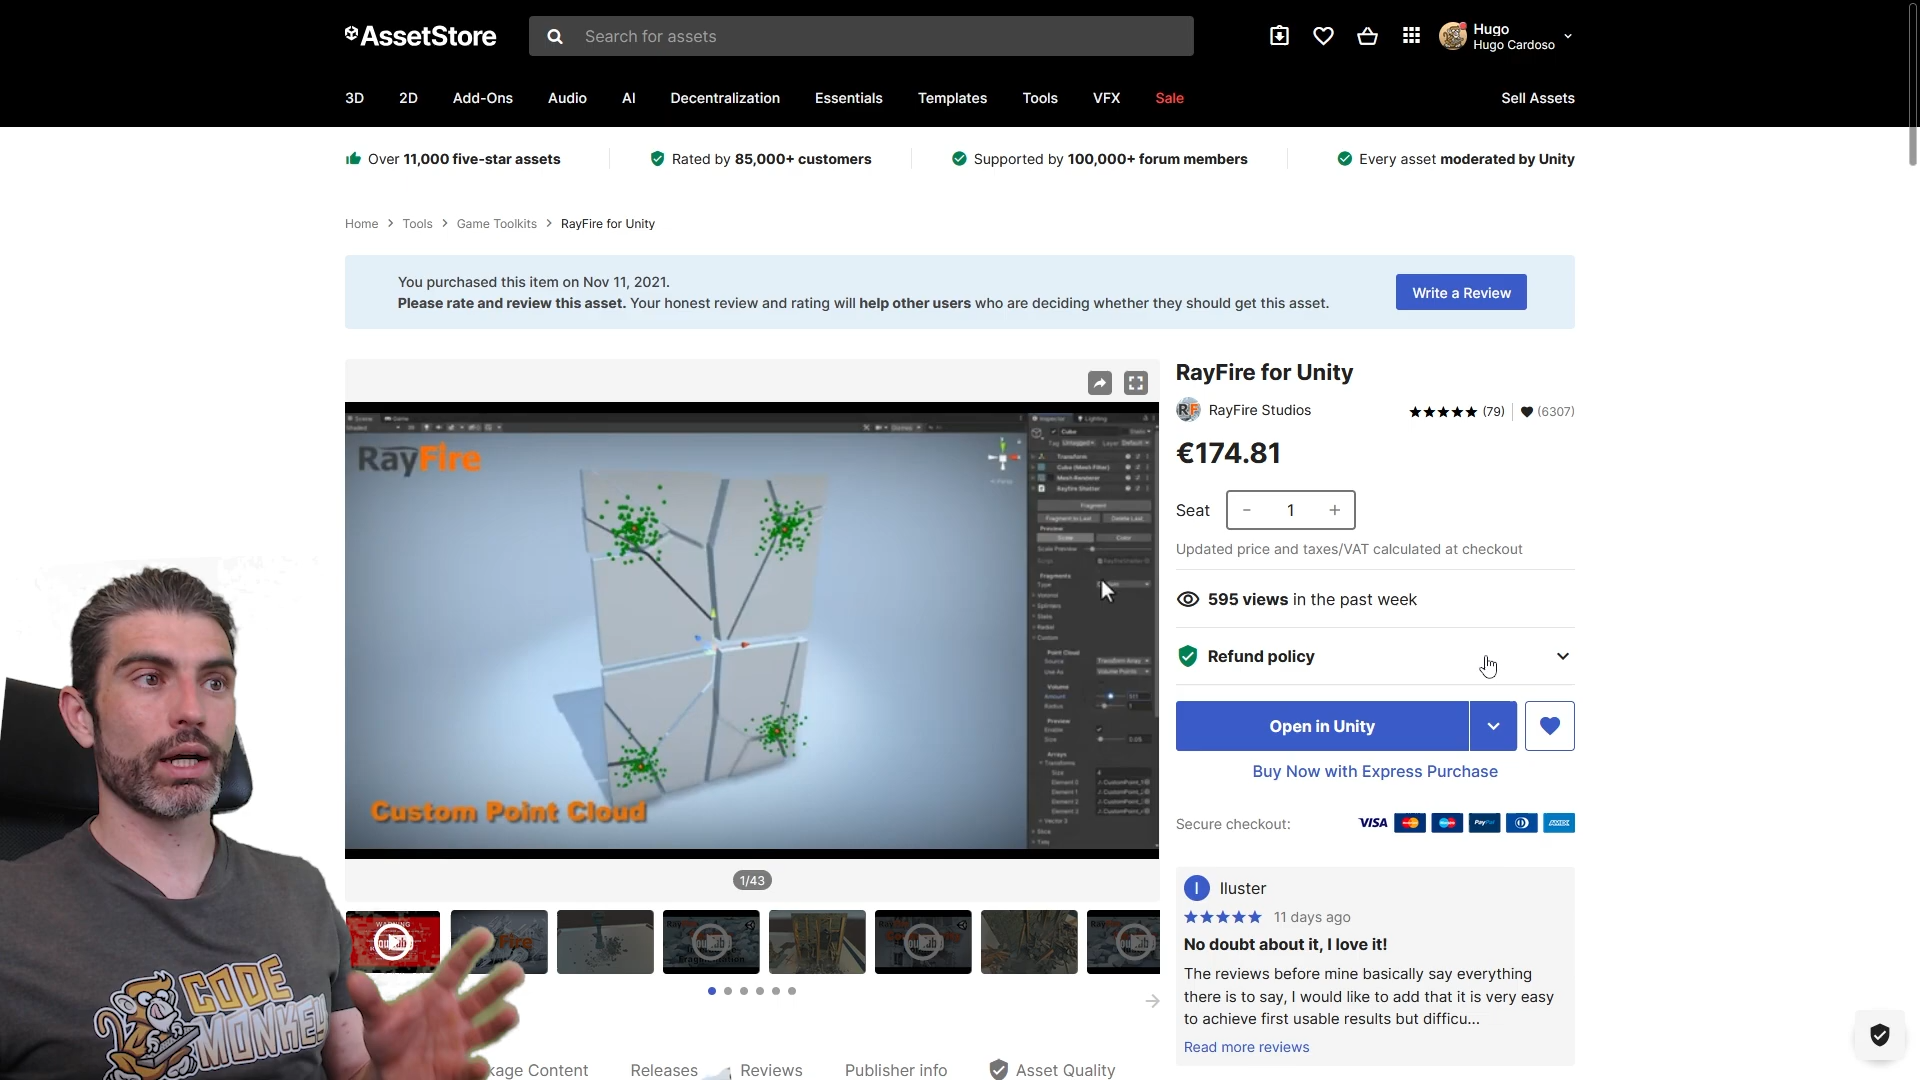 AssetStore
Search for assets
Hugo
Hugo Cardoso
3D
2D
Add-Ons
Audio
AI
Decentralization
Essentials
Templates
Tools
VFX
Sale
Sell Assets
Over 11,000 five-star assets
Rated by 85,000+ customers
Supported by 100,000+ forum members
Every asset moderated by Unity
Home > Tools > Game Toolkits > RayFire for Unity
You purchased this item on Nov 11, 2021.
Please rate and review this asset. Your honest review and rating will help other users who are deciding whether they should get this asset.
Write a Review
RayFire
Custom Point Cloud
1/43
RayFire for Unity
RF RayFire Studios
(79)
(6307)
€174.81
Seat
- 1 +
Updated price and taxes/VAT calculated at checkout
595 views in the past week
Refund policy
Open in Unity
Buy Now with Express Purchase
Secure checkout:
VISA
PayPal
AMEX
I Iluster
11 days ago
No doubt about it, I love it!
The reviews before mine basically say everything
there is to say, I would like to add that it is very easy
to achieve first usable results but difficu...
Read more reviews
kage Content
Releases
Reviews
Publisher info
Asset Quality
CODE
MONKEY